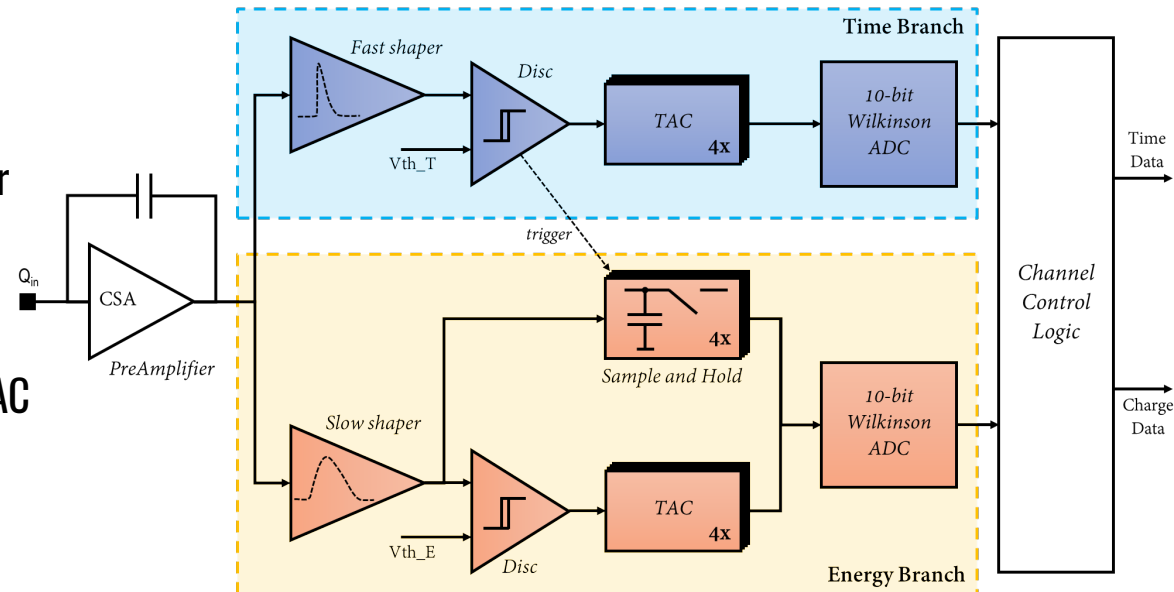 Time Branch
Fast shaper
Disc
TAC
4x
10-bit
Wilkinson
ADC
Vth_T
Time
Data
r
trigger
Qin
CSA
PreAmplifier
4x
Sample and Hold
Channel
Control
Logic
AC
Slow shaper
10-bit
Wilkinson
ADC
Charge
Data
TAC
4x
Vth_E
Disc
Energy Branch